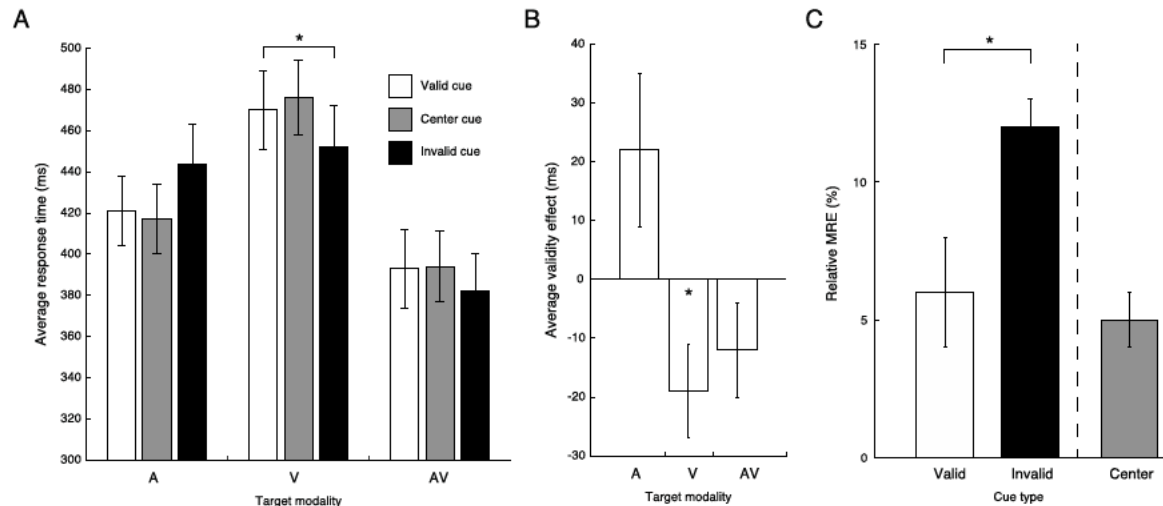 A
500
480
460
440
420
400
380
360
340
320
300
Average response time (ms)
*
Valid cue
Center cue
Invalid cue
A V AV
Target modality
B
40
30
20
10
0
-10
-20
-30
Average validity effect (ms)
*
A V AV
Target modality
C
15
10
5
0
Relative MRE (%)
*
Valid Invalid Center
Cue type